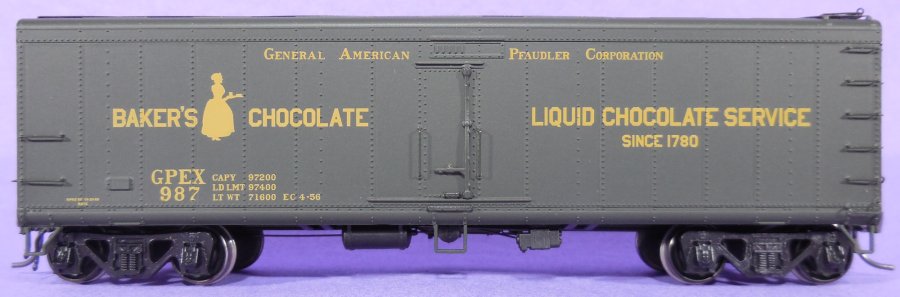 General American Pfaudler Corporation
BAKER'S CHOCOLATE
LIQUID CHOCOLATE SERVICE
SINCE 1780
GPEX
987
CAPY 97200
LD LMT 97400
LT WT 71600 EC 4-56